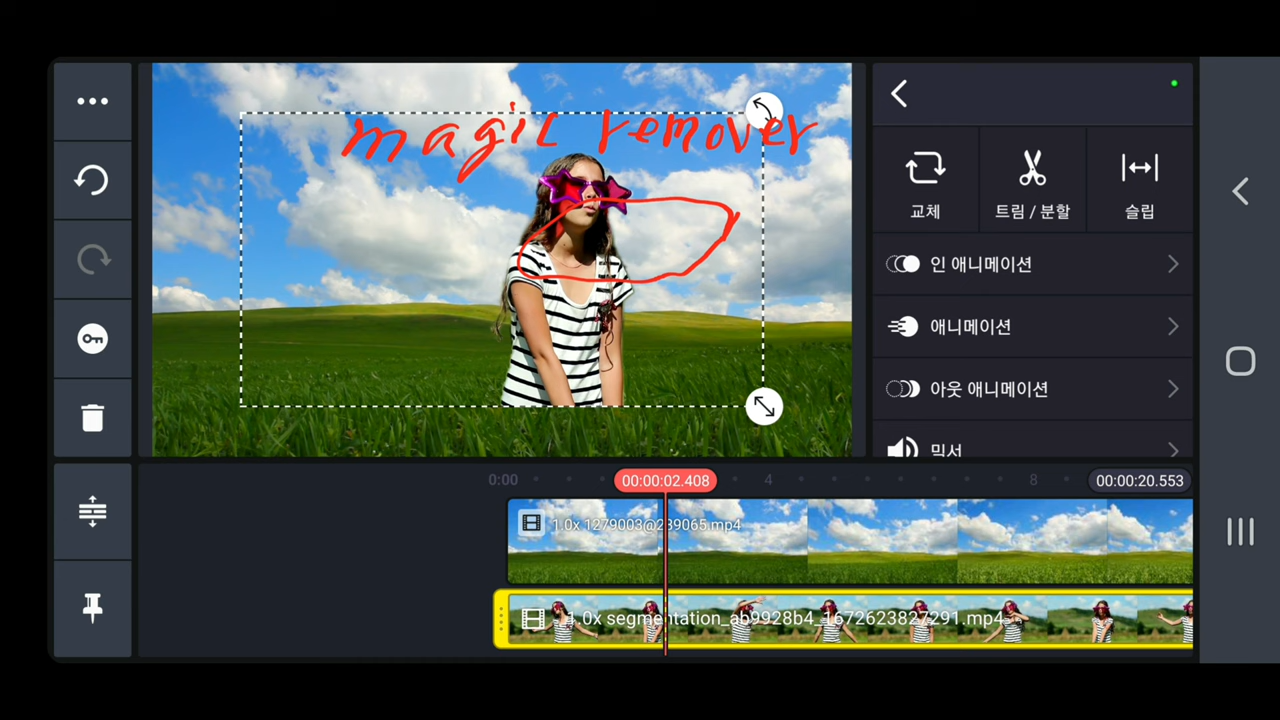 magic remover
교체
트림 / 분할
슬립
인 애니메이션
애니메이션
아웃 애니메이션
믹서
0:00
00:00:02.408
4
8
00:00:20.553
1.0x 1279003@239065.mp4
1.0x segmentation_ab9928b4_1672623827291.mp4